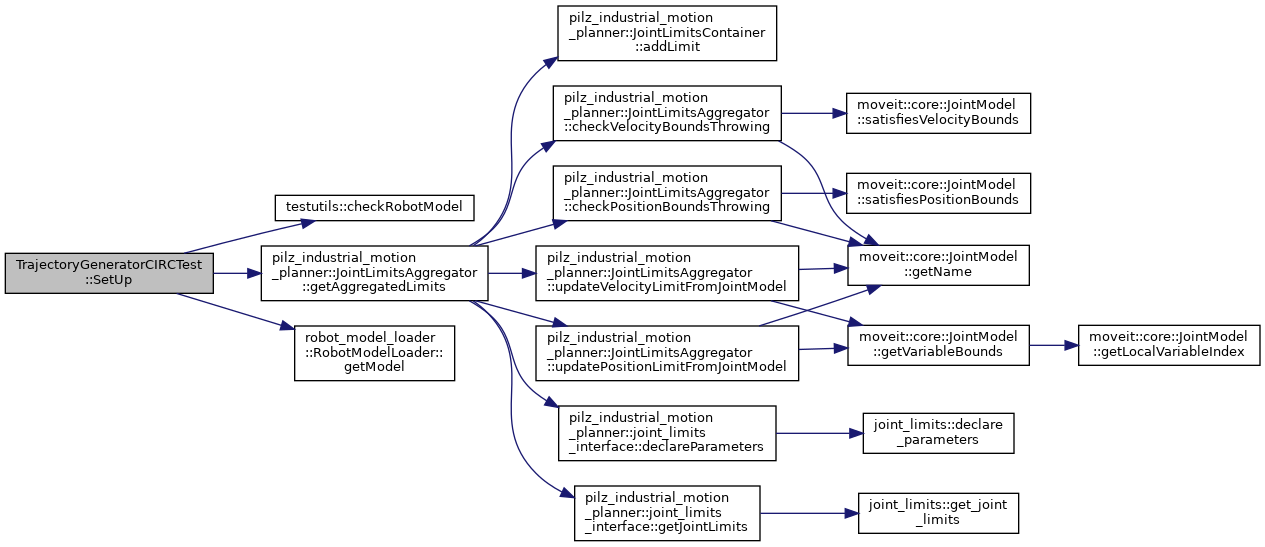 TrajectoryGeneratorCIRCTest
::SetUp
testutils::checkRobotModel
pilz_industrial_motion
_planner::JointLimitsAggregator
::getAggregatedLimits
robot_model_loader
::RobotModelLoader::
getModel
pilz_industrial_motion
_planner::JointLimitsContainer
::addLimit
pilz_industrial_motion
_planner::JointLimitsAggregator
::checkVelocityBoundsThrowing
pilz_industrial_motion
_planner::JointLimitsAggregator
::checkPositionBoundsThrowing
pilz_industrial_motion
_planner::JointLimitsAggregator
::updateVelocityLimitFromJointModel
pilz_industrial_motion
_planner::JointLimitsAggregator
::updatePositionLimitFromJointModel
pilz_industrial_motion
_planner::joint_limits
_interface::declareParameters
pilz_industrial_motion
_planner::joint_limits
_interface::getJointLimits
moveit::core::JointModel
::satisfiesVelocityBounds
moveit::core::JointModel
::satisfiesPositionBounds
moveit::core::JointModel
::getName
moveit::core::JointModel
::getVariableBounds
joint_limits::declare
_parameters
joint_limits::get_joint
_limits
moveit::core::JointModel
::getLocalVariableIndex